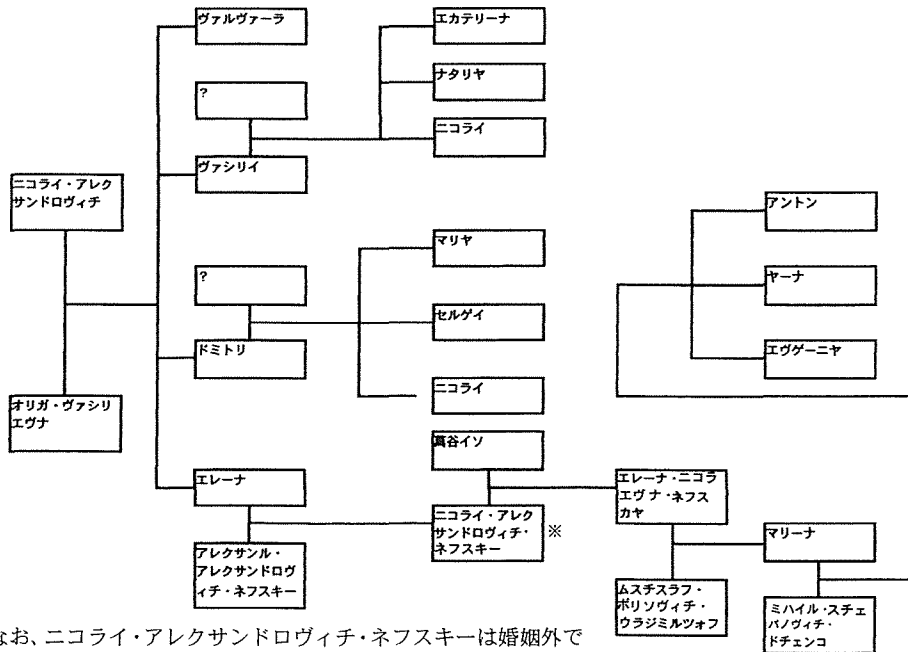 ヴァルヴァーラ
エカテリーナ
?
ナタリヤ
ニコライ
ヴァシリイ
ニコライ・アレク
サンドロヴィチ
アントン
マリヤ
?
ヤーナ
セルゲイ
ドミトリ
エヴゲーニヤ
ニコライ
オリガ・ヴァシリ
エヴナ
萬谷イソ
エレーナ
エレーナ・ニコラ
エヴナ・ネフス
カヤ
ニコライ・アレク
サンドロヴィチ・
ネフスキー
※
マリーナ
アレクサンル・
アレクサンドロヴ
ィチ・ネフスキー
ムスチスラフ・
ボリソヴィチ・
ウラジミルツォフ
ミハイル・スチェ
パノヴィチ・
ドチェンコ
なお、ニコライ・アレクサンドロヴィチ・ネフスキーは婚姻外で